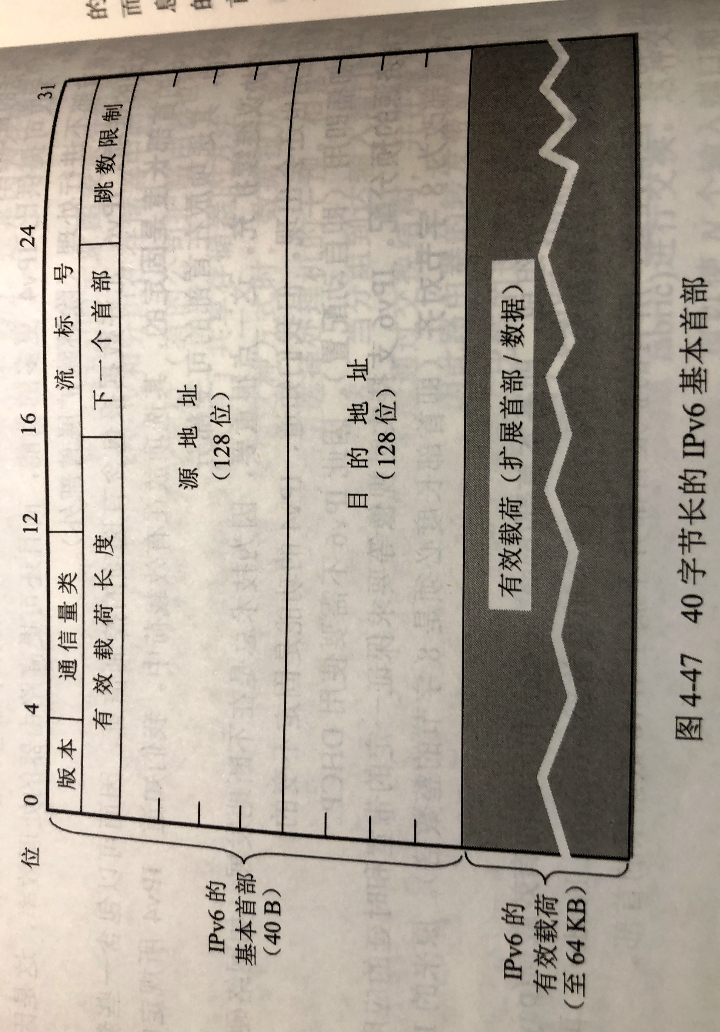 位 0 4 12 16 24 31
版本 通信量类 流标号
有效载荷长度 下一个首部 跳数限制
源地址
（128 位）
IPv6 的
基本首部
（40 B）
目的地址
（128 位）
有效载荷（扩展首部 / 数据）
IPv6 的
有效载荷
（至 64 KB）
图 4-47 40 字节长的 IPv6 基本首部